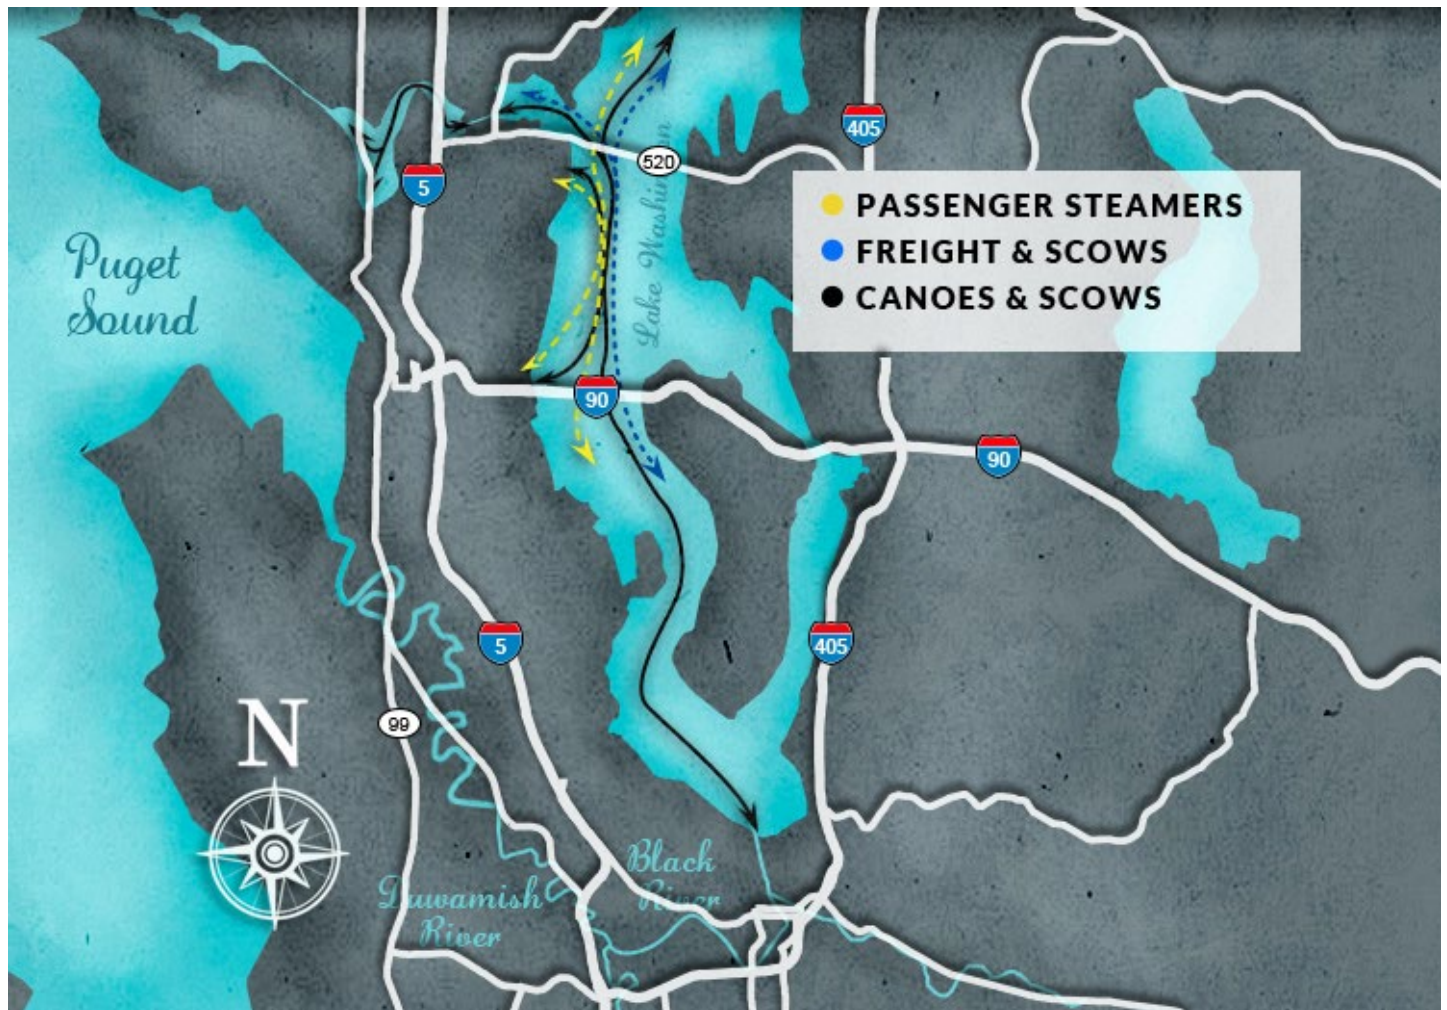 405
520
5
Lake Washington
PASSENGER STEAMERS
FREIGHT & SCOWS
CANOES & SCOWS
Puget
Sound
90
90
5
405
N
99
Black
River
Duwamish
River